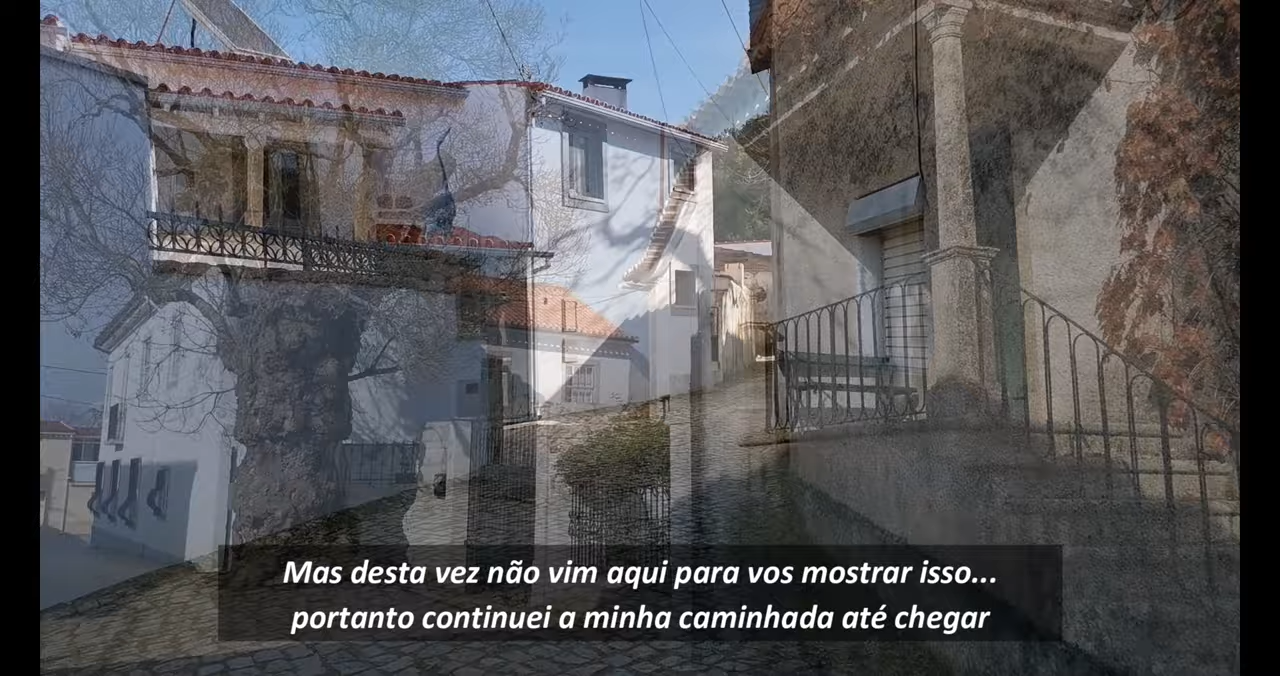 Mas desta vez não vim aqui para vos mostrar isso...
portanto continuei a minha caminhada até chegar